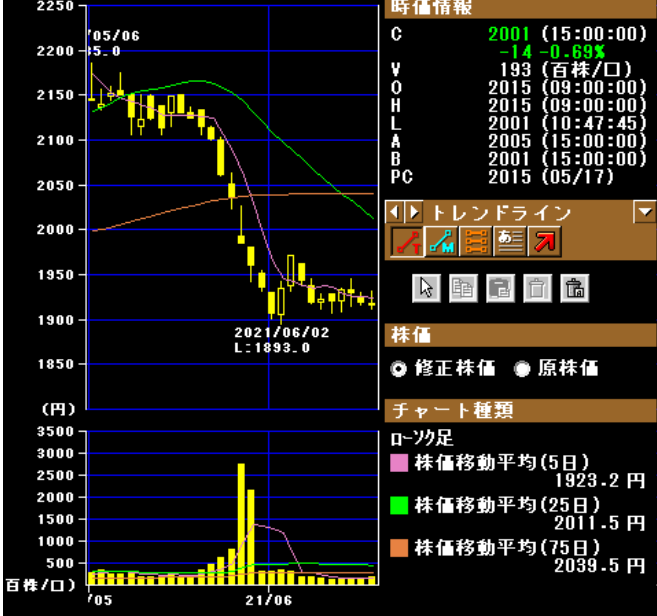 2250
'05/06
35.0
2200
2150
2100
2050
2000
1950
1900
2021/06/02
L:1893.0
1850
(円)
3500
3000
2500
2000
1500
1000
500
百株/口)
'05
21/06
時価情報
C 2001 (15:00:00)
-14 -0.69%
V 193 (百株/口)
O 2015 (09:00:00)
H 2015 (09:00:00)
L 2001 (10:47:45)
A 2005 (15:00:00)
B 2001 (15:00:00)
PC 2015 (05/17)
トレンドライン
T
M
あ
株価
修正株価 原株価
チャート種類
ローソク足
株価移動平均(5日)
1923.2 円
株価移動平均(25日)
2011.5 円
株価移動平均(75日)
2039.5 円